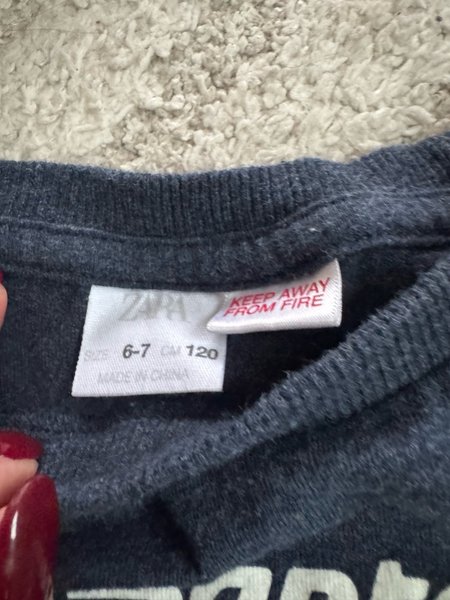 ZARA
SIZE 6-7 CM 120
MADE IN CHINA
KEEP AWAY
FROM FIRE